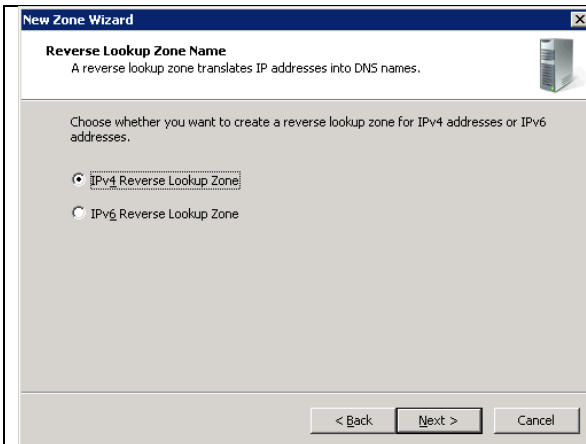 New Zone Wizard
Reverse Lookup Zone Name
A reverse lookup zone translates IP addresses into DNS names.
Choose whether you want to create a reverse lookup zone for IPv4 addresses or IPv6
addresses.
IPv4 Reverse Lookup Zone
IPv6 Reverse Lookup Zone
< Back Next > Cancel